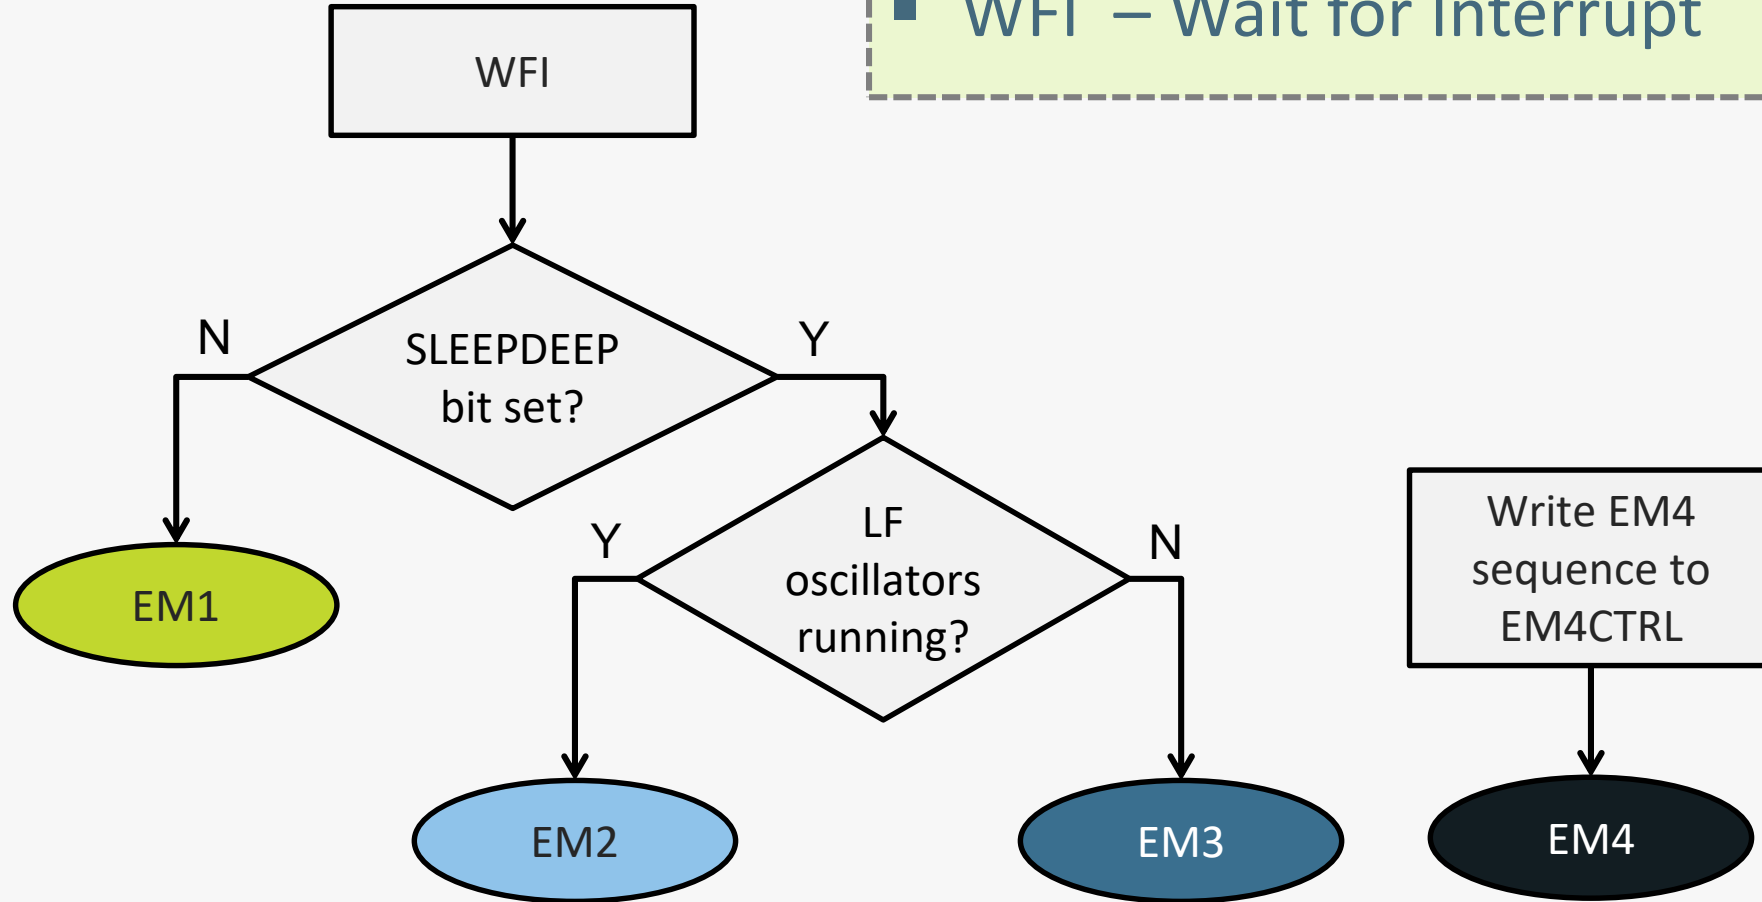 ▪ WFI – Wait for Interrupt
WFI
N
SLEEPDEEP
bit set?
Y
Y
LF
oscillators
running?
N
Write EM4
sequence to
EM4CTRL
EM1
EM2
EM3
EM4